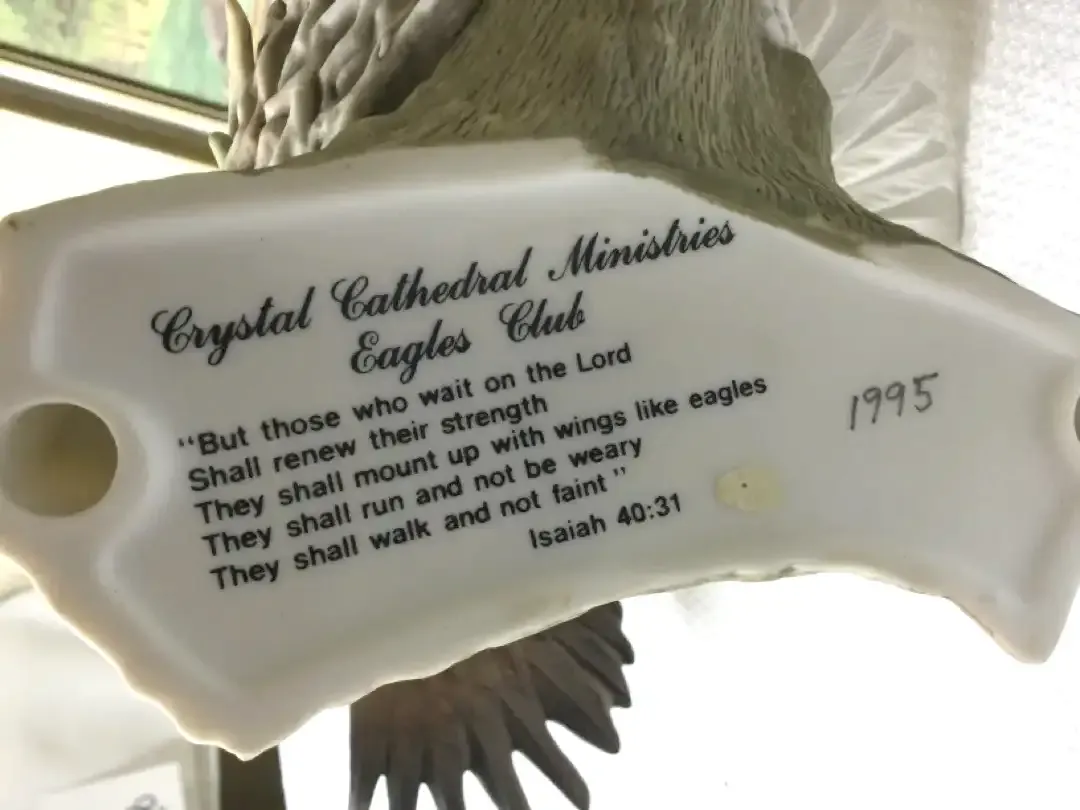 Crystal Cathedral Ministries
Eagles Club
"But those who wait on the Lord
Shall renew their strength
They shall mount up with wings like eagles
They shall run and not be weary
They shall walk and not faint"
Isaiah 40:31
1995